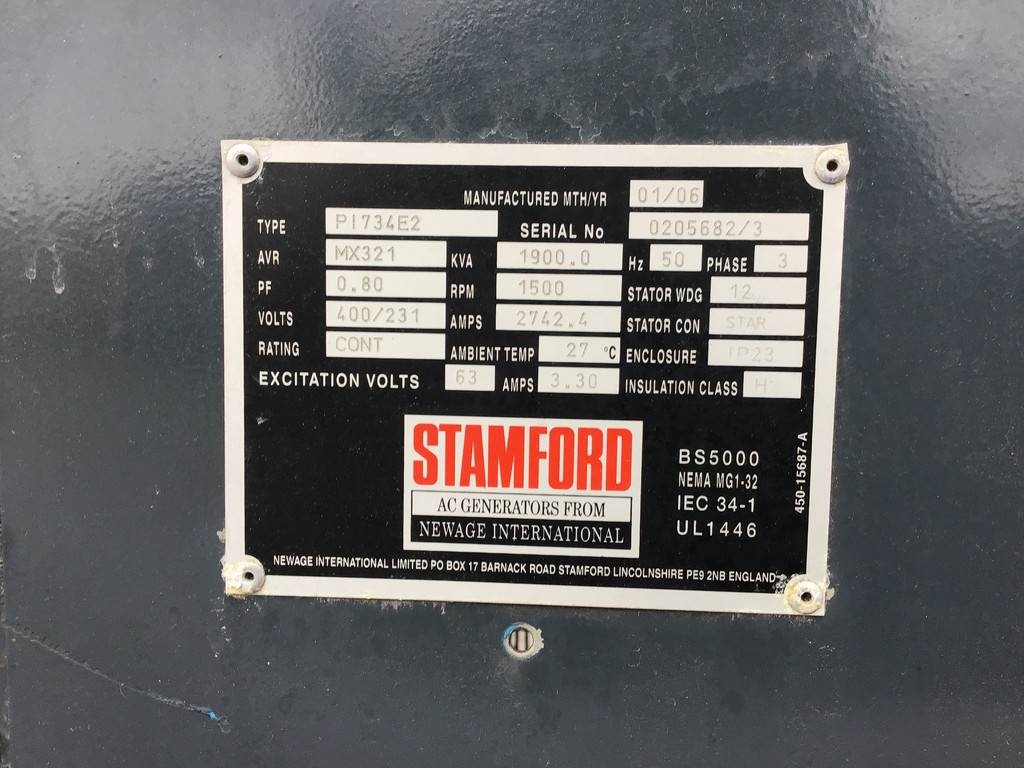 MANUFACTURED MTH/YR 01/06
TYPE PI734E2 SERIAL No 0205682/3
AVR MX321 KVA 1900.0 Hz 50 PHASE 3
PF 0.80 RPM 1500 STATOR WDG 12
VOLTS 400/231 AMPS 2742.4 STATOR CON STAR
RATING CONT AMBIENT TEMP 27 °C ENCLOSURE IP23
EXCITATION VOLTS 63 AMPS 3.30 INSULATION CLASS H
STAMFORD
AC GENERATORS FROM
NEWAGE INTERNATIONAL
BS5000
NEMA MG1-32
IEC 34-1
UL1446
450-15687-A
NEWAGE INTERNATIONAL LIMITED PO BOX 17 BARNACK ROAD STAMFORD LINCOLNSHIRE PE9 2NB ENGLAND